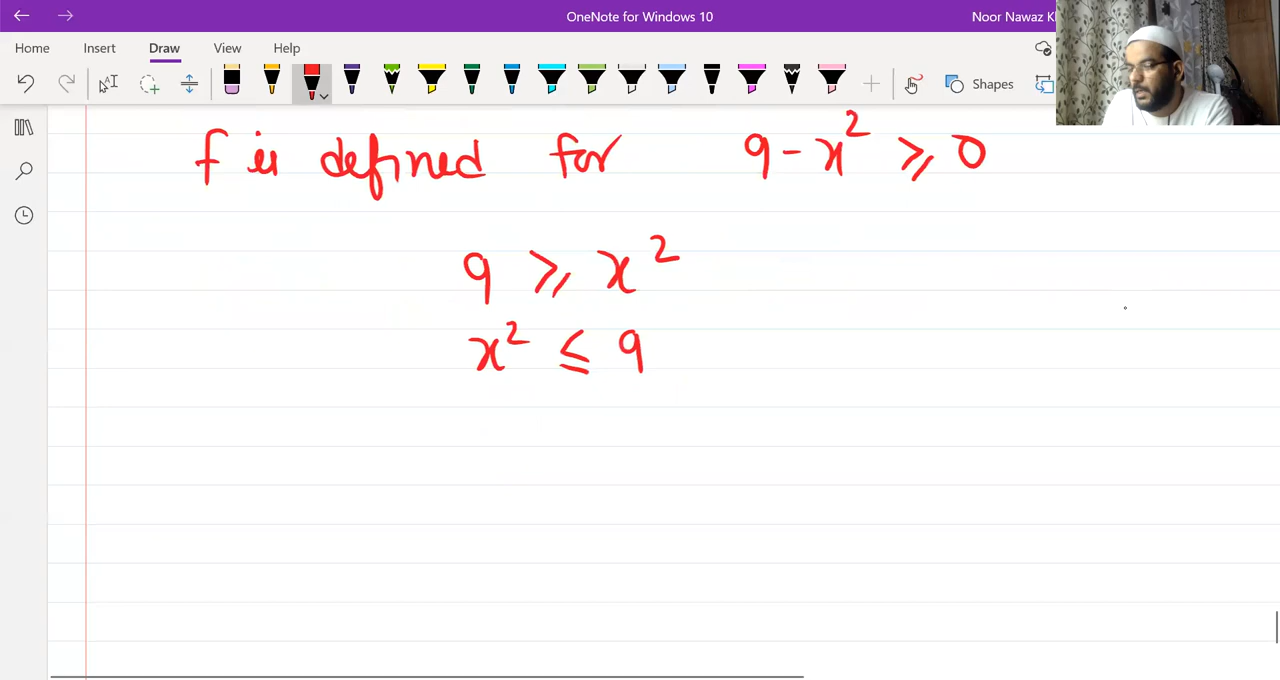 OneNote for Windows 10
Noor Nawaz
Home Insert Draw View Help
Shapes
f is defined for 9 - x² ≥ 0
9 ≥ x²
x² ≤ 9